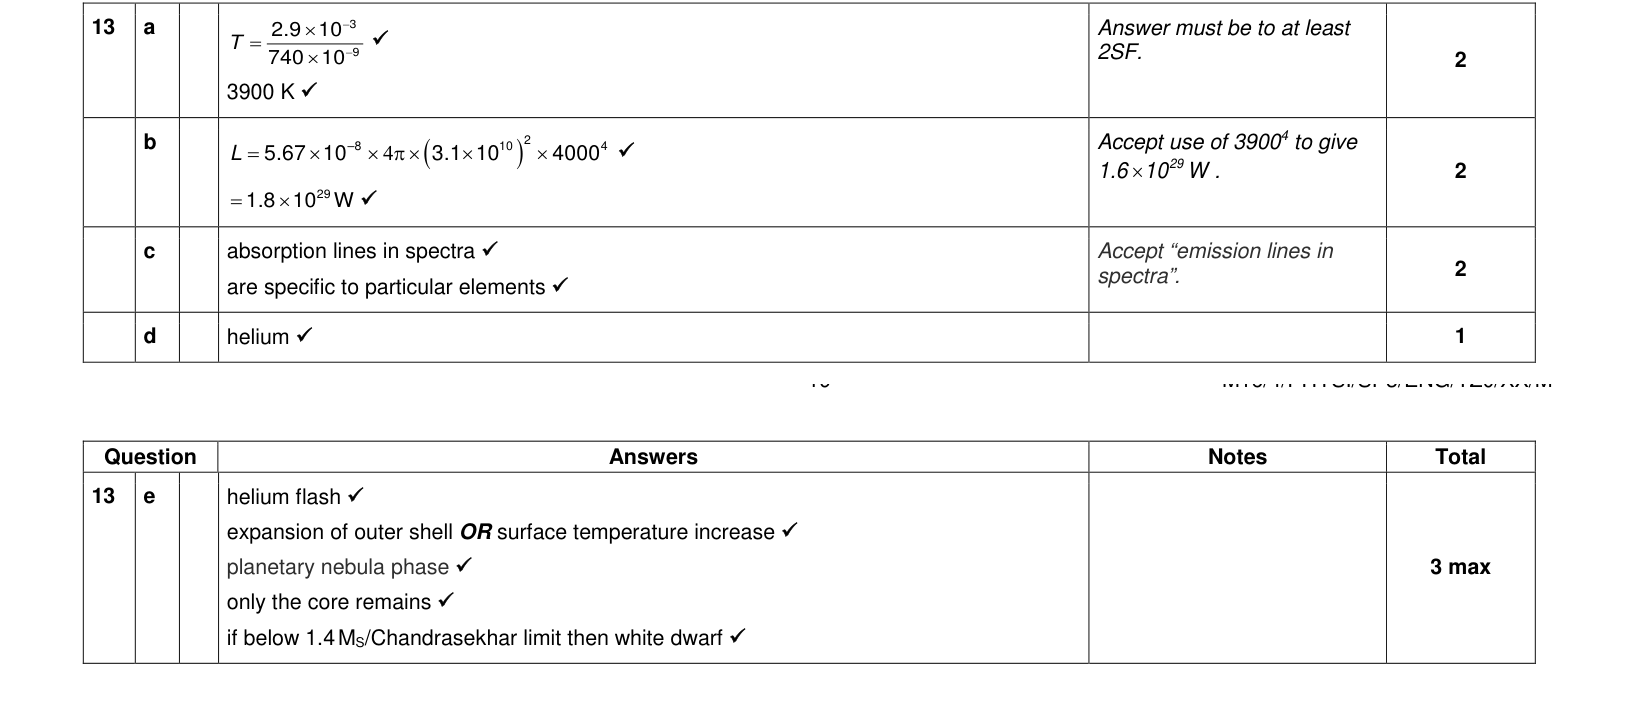 13 a T = 2.9×10⁻³ / 740×10⁻⁹ ✓ Answer must be to at least 2SF. 2
3900 K ✓
b L = 5.67×10⁻⁸ × 4π × (3.1×10¹⁰)² × 4000⁴ ✓ Accept use of 3900⁴ to give 1.6×10²⁹ W . 2
= 1.8×10²⁹ W ✓
c absorption lines in spectra ✓ Accept “emission lines in spectra”. 2
are specific to particular elements ✓
d helium ✓ 1
Question Answers Notes Total
13 e helium flash ✓ 3 max
expansion of outer shell OR surface temperature increase ✓
planetary nebula phase ✓
only the core remains ✓
if below 1.4 Mₛ/Chandrasekhar limit then white dwarf ✓